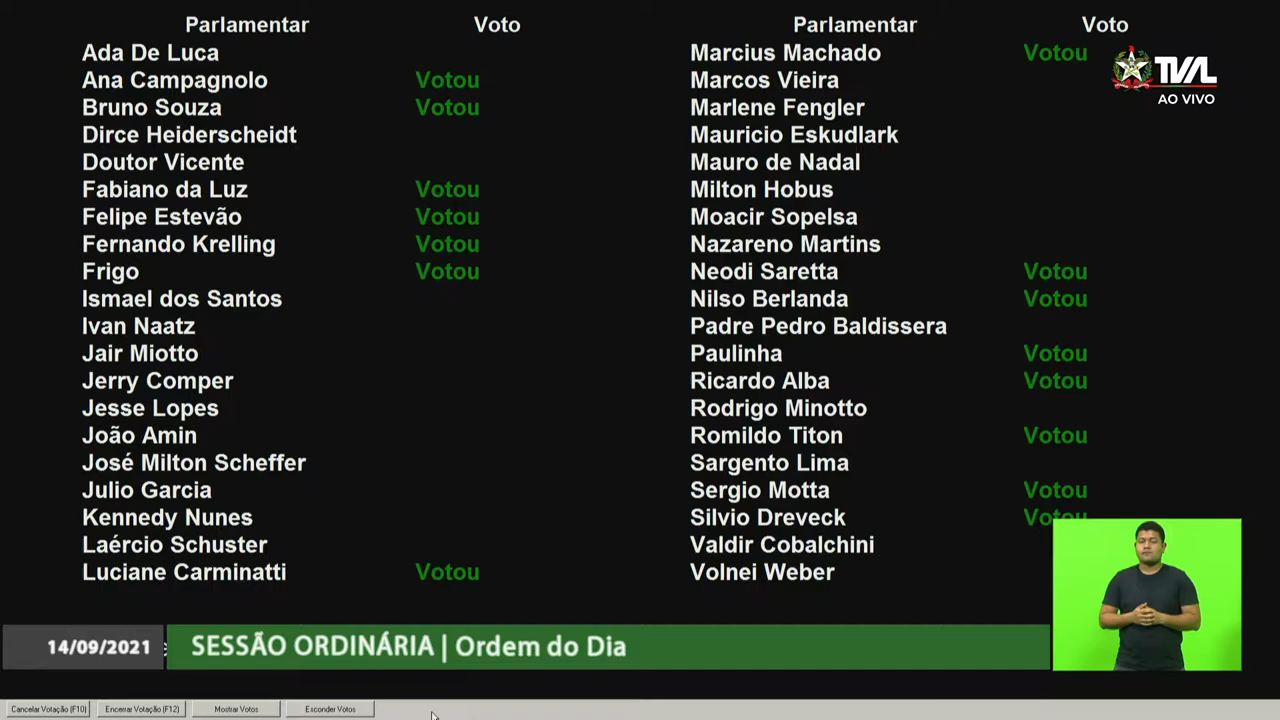 Parlamentar Voto Parlamentar Voto
Ada De Luca Marcius Machado Votou
Ana Campagnolo Votou Marcos Vieira
Bruno Souza Votou Marlene Fengler
Dirce Heiderscheidt Mauricio Eskudlark
Doutor Vicente Mauro de Nadal
Fabiano da Luz Votou Milton Hobus
Felipe Estevão Votou Moacir Sopelsa
Fernando Krelling Votou Nazareno Martins
Frigo Votou Neodi Saretta Votou
Ismael dos Santos Nilso Berlanda Votou
Ivan Naatz Padre Pedro Baldissera
Jair Miotto Paulinha Votou
Jerry Comper Ricardo Alba Votou
Jesse Lopes Rodrigo Minotto
João Amin Romildo Titon Votou
José Milton Scheffer Sargento Lima
Julio Garcia Sergio Motta Votou
Kennedy Nunes Silvio Dreveck Votou
Laércio Schuster Valdir Cobalchini
Luciane Carminatti Votou Volnei Weber
TVAL
AO VIVO
14/09/2021 SESSÃO ORDINÁRIA | Ordem do Dia
Cancelar Votação (F10) Encerrar Votação (F12) Mostrar Votos Esconder Votos